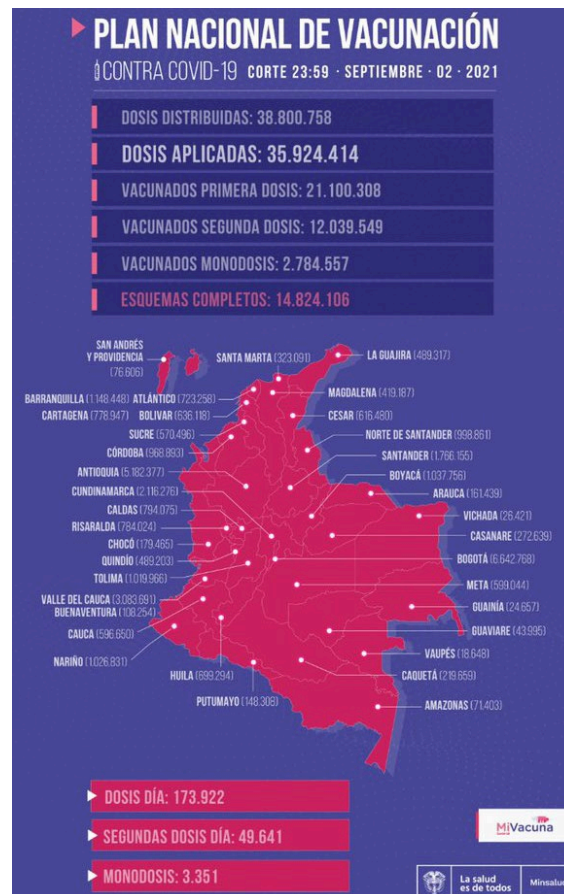 PLAN NACIONAL DE VACUNACIÓN
CONTRA COVID-19 CORTE 23:59 · SEPTIEMBRE · 02 · 2021
DOSIS DISTRIBUIDAS: 38.800.758
DOSIS APLICADAS: 35.924.414
VACUNADOS PRIMERA DOSIS: 21.100.308
VACUNADOS SEGUNDA DOSIS: 12.039.549
VACUNADOS MONODOSIS: 2.784.557
ESQUEMAS COMPLETOS: 14.824.106
SAN ANDRÉS
Y PROVIDENCIA
(76.606)
SANTA MARTA (323.091)
LA GUAJIRA (489.317)
BARRANQUILLA (1.148.448) ATLÁNTICO (723.258)
MAGDALENA (419.187)
CARTAGENA (778.947) BOLIVAR (636.118)
CESAR (616.480)
SUCRE (570.496)
NORTE DE SANTANDER (998.861)
CÓRDOBA (968.893)
SANTANDER (1.766.155)
ANTIOQUIA (5.182.377)
BOYACÁ (1.037.756)
CUNDINAMARCA (2.116.276)
ARAUCA (161.439)
CALDAS (794.075)
VICHADA (26.421)
RISARALDA (784.024)
CASANARE (272.639)
CHOCÓ (179.465)
BOGOTÁ (6.642.768)
QUINDÍO (489.203)
TOLIMA (1.019.966)
META (599.044)
VALLE DEL CAUCA (3.083.691)
GUAINÍA (24.657)
BUENAVENTURA (108.254)
GUAVIARE (43.995)
CAUCA (596.650)
VAUPÉS (18.648)
NARIÑO (1.026.831)
HUILA (699.294)
CAQUETÁ (219.659)
PUTUMAYO (148.308)
AMAZONAS (71.403)
DOSIS DÍA: 173.922
SEGUNDAS DOSIS DÍA: 49.641
MONODOSIS: 3.351
MiVacuna
La salud
es de todos
Minsalud